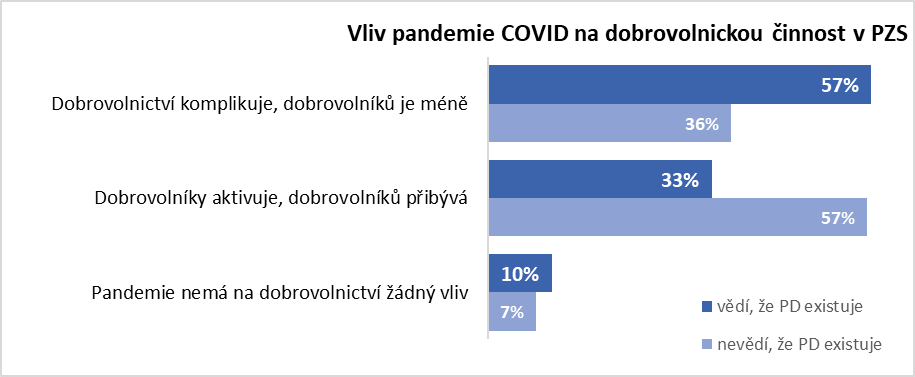 Vliv pandemie COVID na dobrovolnickou činnost v PZS
Dobrovolnictví komplikuje, dobrovolníků je méně
57%
36%
Dobrovolníky aktivuje, dobrovolníků přibývá
33%
57%
Pandemie nemá na dobrovolnictví žádný vliv
10%
7%
vědí, že PD existuje
nevědí, že PD existuje